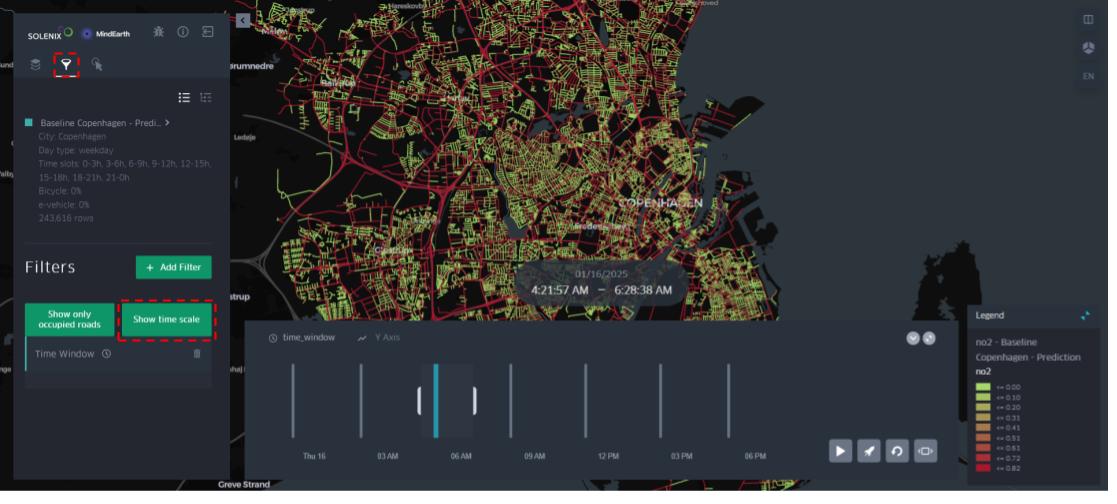 SOLENIX
MindEarth
Baseline Copenhagen - Predi...
City: Copenhagen
Day type: weekday
Time slots: 0-3h, 3-6h, 6-9h, 9-12h, 12-15h,
15-18h, 18-21h, 21-0h
Bicycle: 0%
e-vehicle: 0%
243,616 rows
Filters
+ Add Filter
Show only
occupied roads
Show time scale
Time Window
COPENHAGEN
Ledøje
Greve Strand
EN
01/16/2025
4:21:57 AM – 6:28:38 AM
time_window
Y Axis
Thu 16
03 AM
06 AM
09 AM
12 PM
03 PM
06 PM
Legend
no2 - Baseline
Copenhagen - Prediction
no2
<= 0.00
<= 0.10
<= 0.20
<= 0.31
<= 0.41
<= 0.51
<= 0.61
<= 0.72
<= 0.82